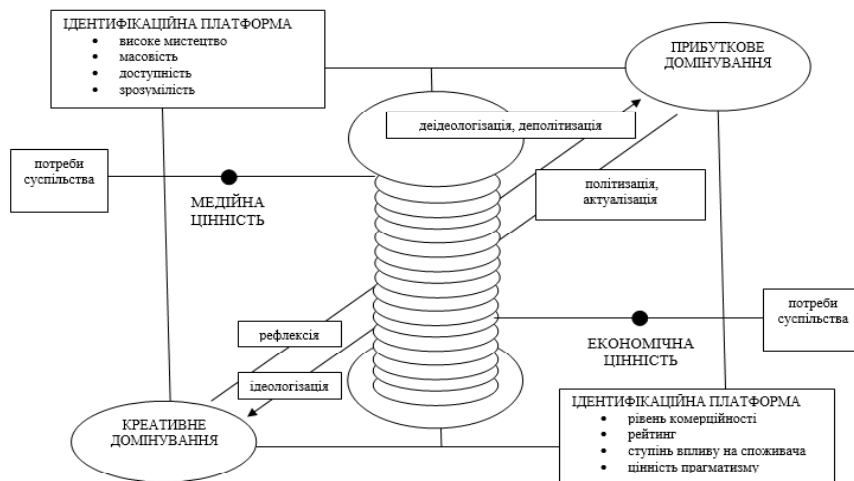 ІДЕНТИФІКАЦІЙНА ПЛАТФОРМА
• високе мистецтво
• масовість
• доступність
• зрозумілість
ПРИБУТКОВЕ
ДОМІНУВАННЯ
деідеологізація, деполітизація
потреби
суспільства
МЕДІЙНА
ЦІННІСТЬ
політизація,
актуалізація
рефлексія
ідеологізація
ЕКОНОМІЧНА
ЦІННІСТЬ
потреби
суспільства
КРЕАТИВНЕ
ДОМІНУВАННЯ
ІДЕНТИФІКАЦІЙНА ПЛАТФОРМА
• рівень комерційності
• рейтинг
• ступінь впливу на споживача
• цінність прагматизму